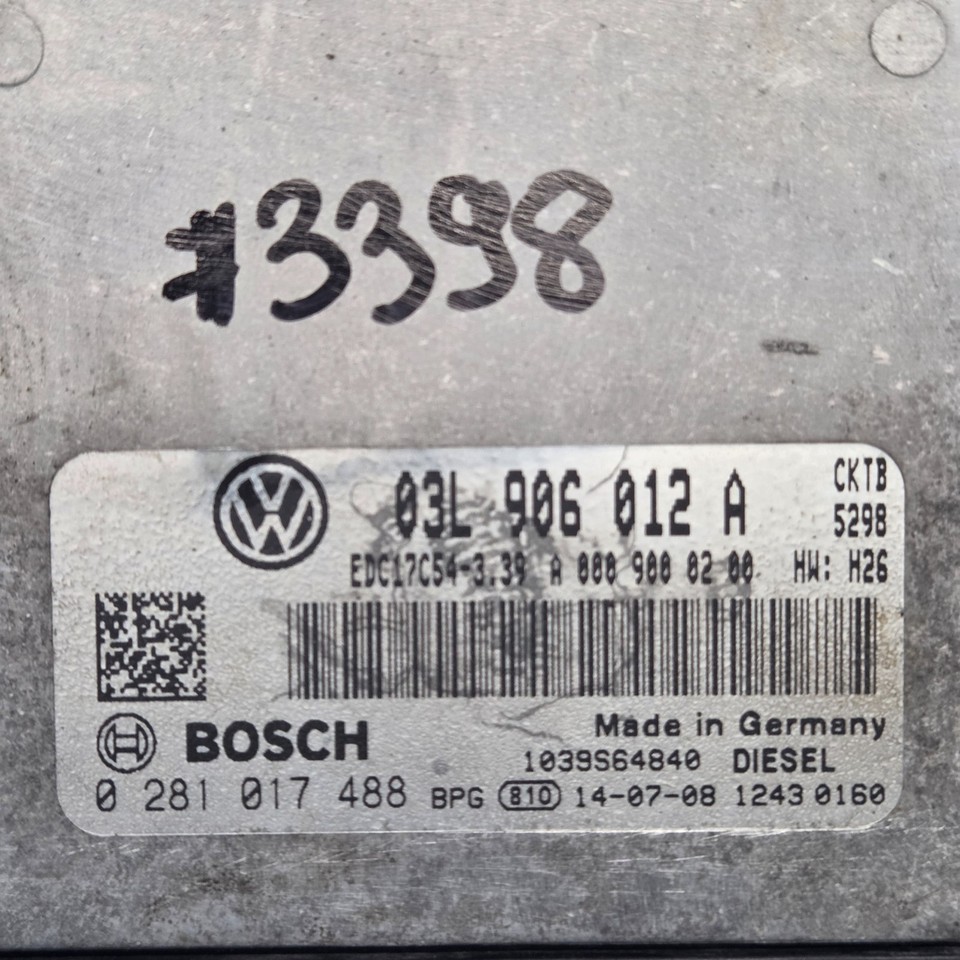 13398
03L 906 012 A
CKTB
5298
EDC17C54-3.39 A 000 900 02 00 HW: H26
BOSCH
Made in Germany
1039S64840 DIESEL
0 281 017 488 BPG 810 14-07-08 1243 0160